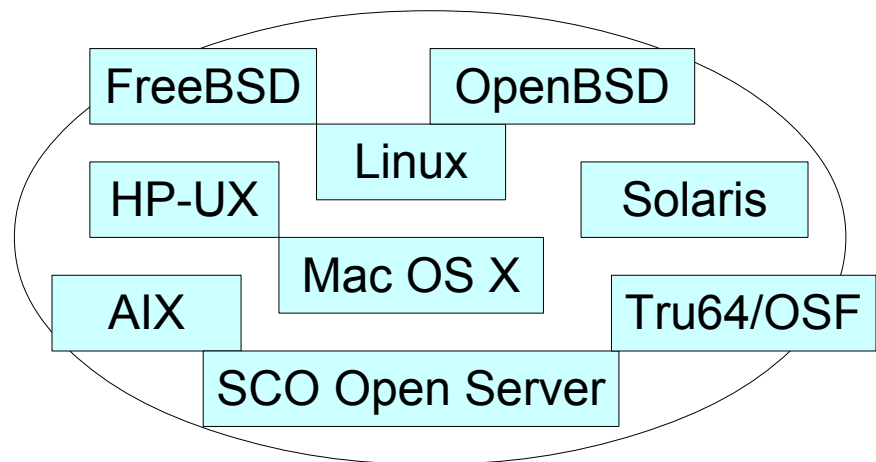 FreeBSD
OpenBSD
Linux
HP-UX
Solaris
Mac OS X
AIX
Tru64/OSF
SCO Open Server